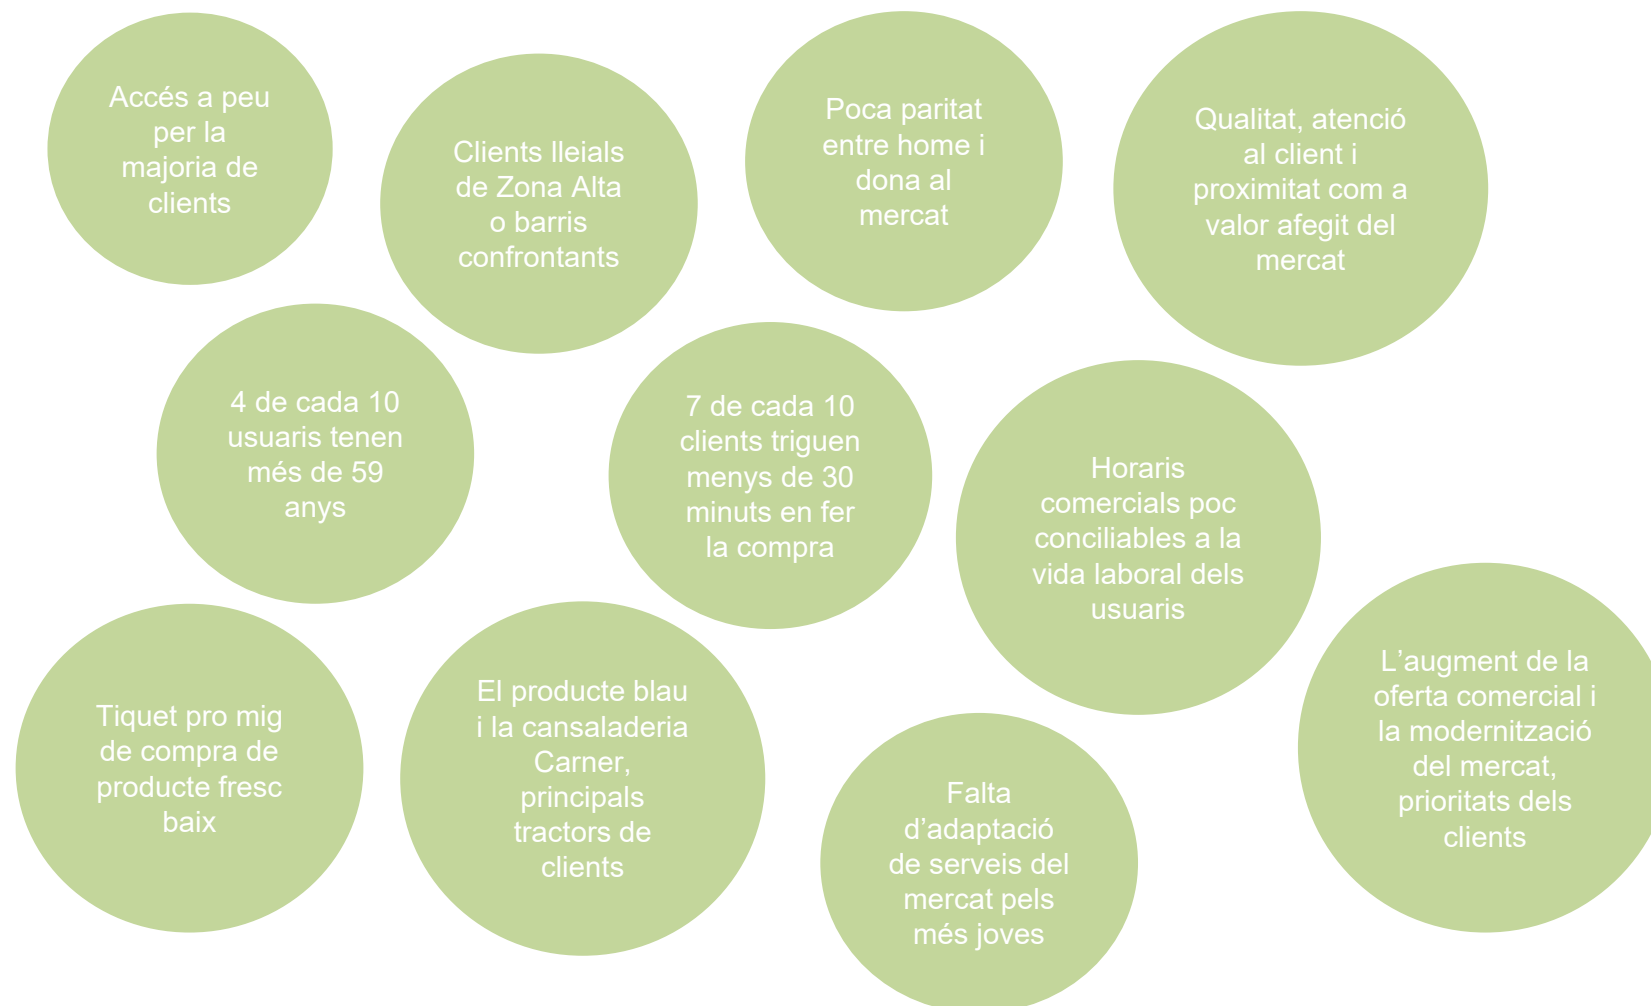 Accés a peu
per la
majoria de
clients
Clients lleials
de Zona Alta
o barris
confrontants
Poca paritat
entre home i
dona al
mercat
Qualitat, atenció
al client i
proximitat com a
valor afegit del
mercat
4 de cada 10
usuaris tenen
més de 59
anys
7 de cada 10
clients triguen
menys de 30
minuts en fer
la compra
Horaris
comercials poc
conciliables a la
vida laboral dels
usuaris
Tiquet pro mig
de compra de
producte fresc
baix
El producte blau
i la cansaladeria
Carner,
principals
tractors de
clients
Falta
d’adaptació
de serveis del
mercat pels
més joves
L’augment de la
oferta comercial i
la modernització
del mercat,
prioritats dels
clients